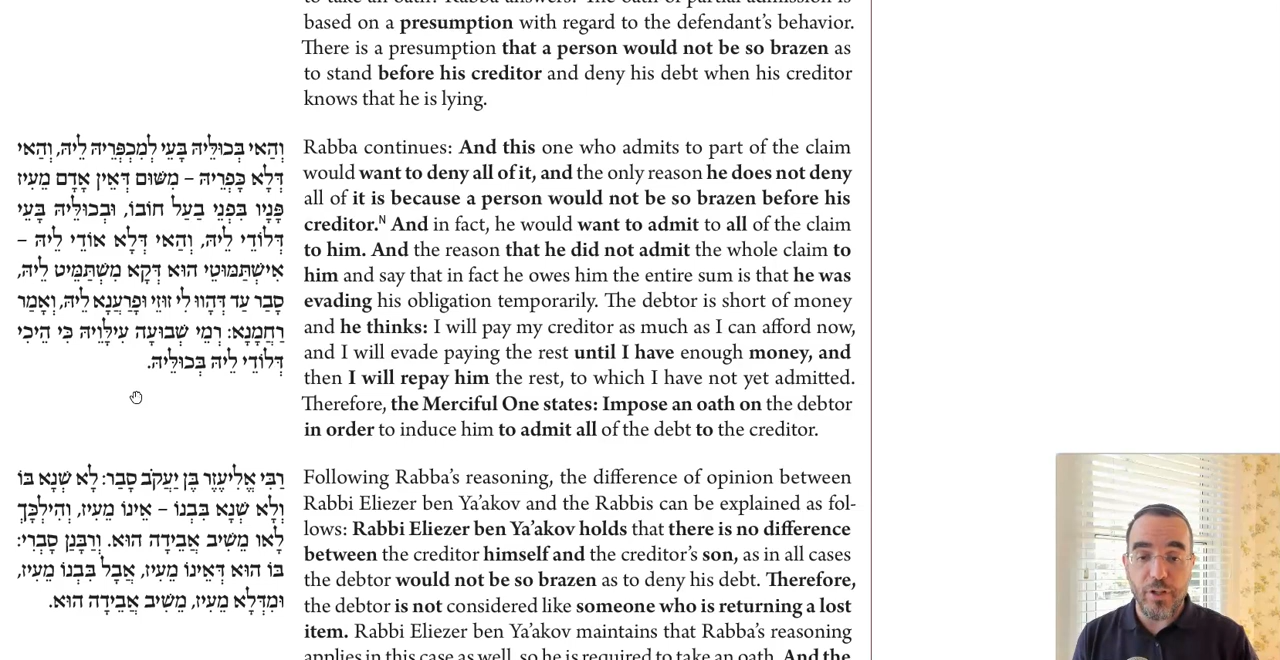 to take an oath? Rabba answers: The oath of partial admission is
based on a presumption with regard to the defendant's behavior.
There is a presumption that a person would not be so brazen as
to stand before his creditor and deny his debt when his creditor
knows that he is lying.
וְהַאי בְּכוּלֵּיהּ בָּעֵי לְמִכְפְּרֵיהּ לֵיהּ, וְהַאי
דְּלָא כָּפְרֵיהּ – מִשּׁוּם דְּאֵין אָדָם מֵעִיז
פָּנָיו בִּפְנֵי בַּעַל חוֹבוֹ, וּבְכוּלֵּיהּ בָּעֵי
דְּלוֹדֵי לֵיהּ, וְהַאי דְּלָא אוֹדִי לֵיהּ –
אִישְׁתַּמּוּטֵי הוּא דְּקָא מִשְׁתַּמֵּיט לֵיהּ,
סָבַר עַד דְּהָווּ לִי זוּזֵי וּפָרַעְנָא לֵיהּ, וְאָמַר
רַחֲמָנָא: רְמֵי שְׁבוּעָה עִילָּוֵיהּ כִּי הֵיכִי
דְּלוֹדֵי לֵיהּ בְּכוּלֵּיהּ.
Rabba continues: And this one who admits to part of the claim
would want to deny all of it, and the only reason he does not deny
all of it is because a person would not be so brazen before his
creditor.N And in fact, he would want to admit to all of the claim
to him. And the reason that he did not admit the whole claim to
him and say that in fact he owes him the entire sum is that he was
evading his obligation temporarily. The debtor is short of money
and he thinks: I will pay my creditor as much as I can afford now,
and I will evade paying the rest until I have enough money, and
then I will repay him the rest, to which I have not yet admitted.
Therefore, the Merciful One states: Impose an oath on the debtor
in order to induce him to admit all of the debt to the creditor.
רַבִּי אֱלִיעֶזֶר בֶּן יַעֲקֹב סָבַר: לָא שְׁנָא בּוֹ
וְלָא שְׁנָא בִּבְנוֹ – אֵינוֹ מֵעִיז, וְהִילְכָּךְ
לָאו מֵשִׁיב אֲבֵידָה הוּא. וְרַבָּנַן סָבְרִי:
בּוֹ הוּא דְּאֵינוֹ מֵעִיז, אֲבָל בִּבְנוֹ מֵעִיז,
וּמִדְּלָא מֵעִיז, מֵשִׁיב אֲבֵידָה הוּא.
Following Rabba's reasoning, the difference of opinion between
Rabbi Eliezer ben Ya'akov and the Rabbis can be explained as fol-
lows: Rabbi Eliezer ben Ya'akov holds that there is no difference
between the creditor himself and the creditor's son, as in all cases
the debtor would not be so brazen as to deny his debt. Therefore,
the debtor is not considered like someone who is returning a lost
item. Rabbi Eliezer ben Ya'akov maintains that Rabba's reasoning
applies in this case as well, so he is required to take an oath. And the